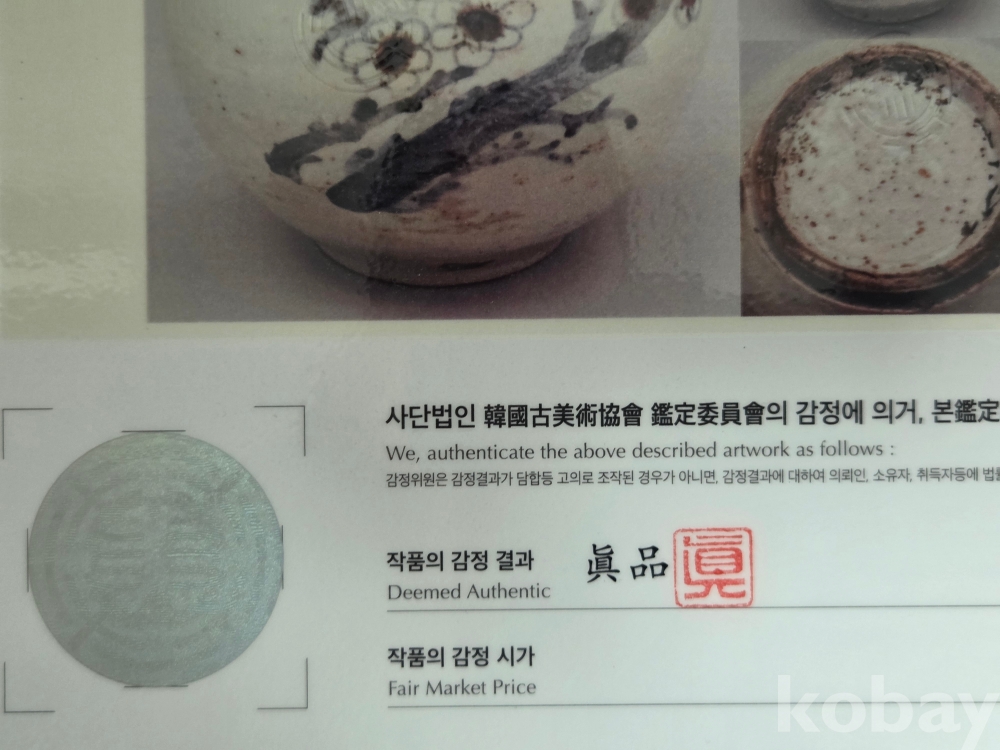 사단법인 韓國古美術協會 鑑定委員會의 감정에 의거, 본鑑定
We, authenticate the above described artwork as follows :
감정위원은 감정결과가 담합등 고의로 조작된 경우가 아니면, 감정결과에 대하여 의뢰인, 소유자, 취득자등에 법률
작품의 감정 결과 眞品 眞
Deemed Authentic
작품의 감정 시가
Fair Market Price
kobay